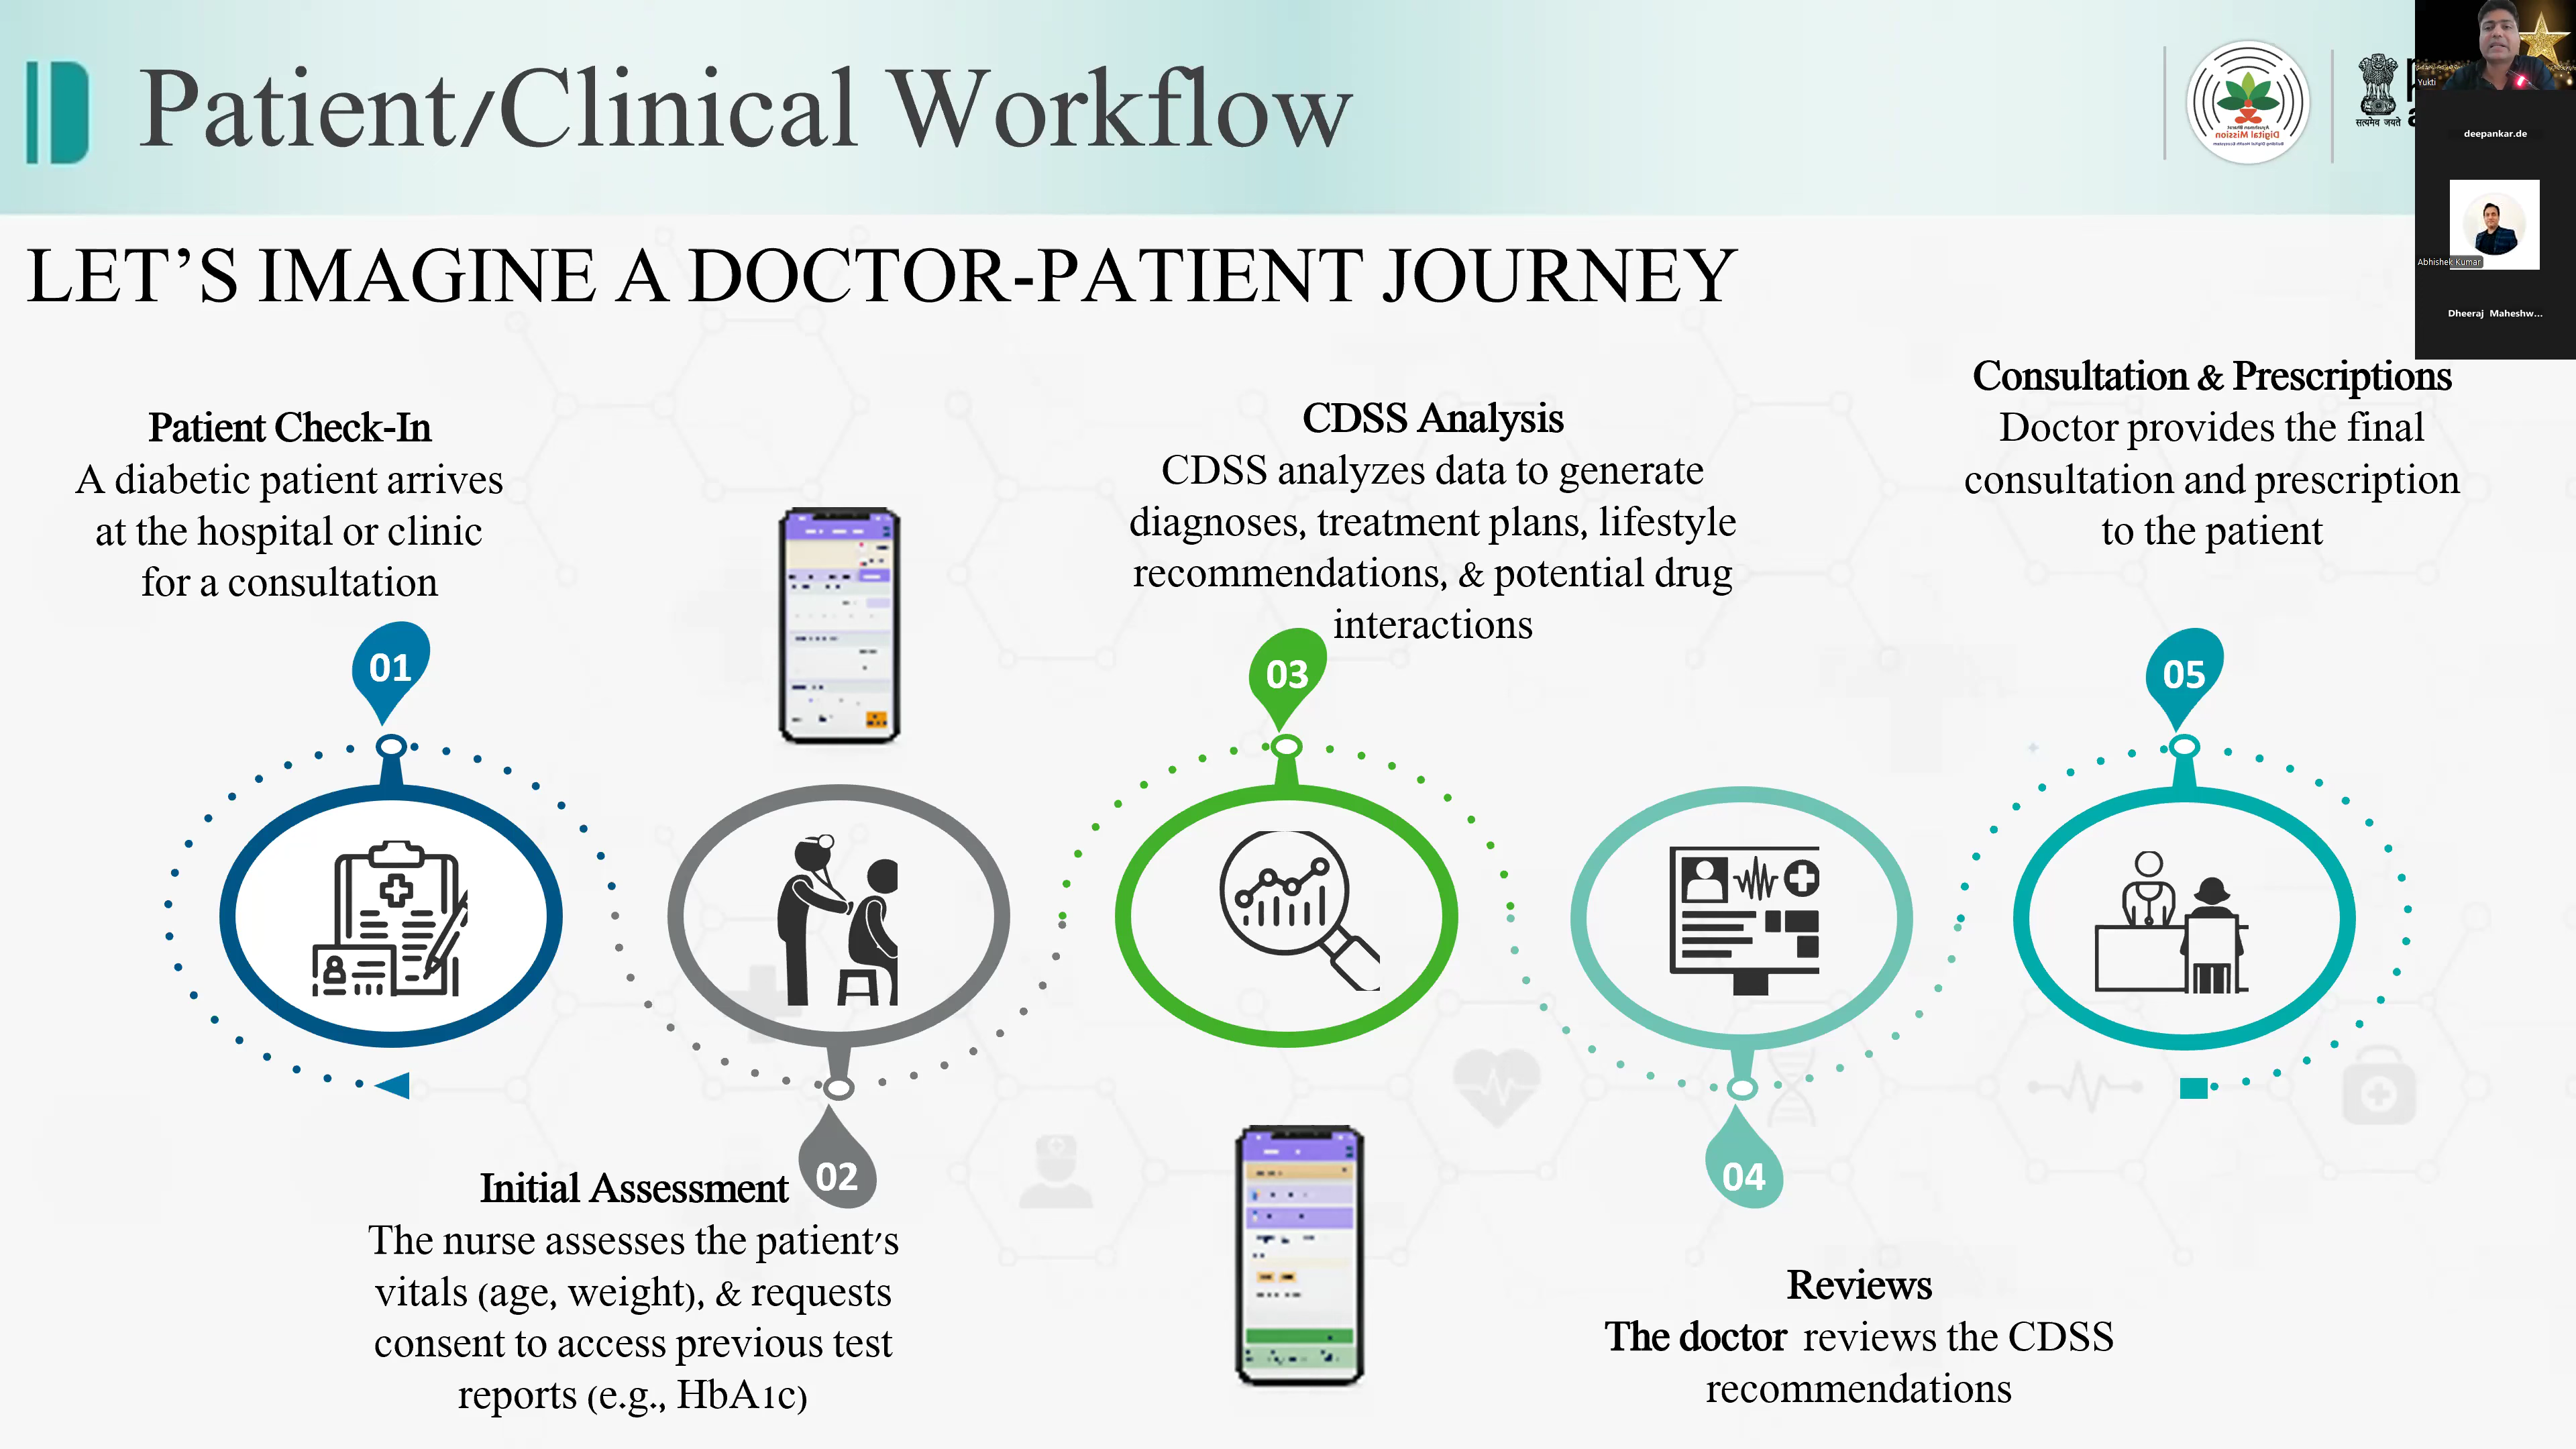 Patient/Clinical Workflow
Ayushman Bharat
Digital Mission
सत्यमेव जयते
Yukti
deepankar.de
Abhishek Kumar
Dheeraj Maheshw...
LET’S IMAGINE A DOCTOR-PATIENT JOURNEY
Patient Check-In
A diabetic patient arrives
at the hospital or clinic
for a consultation
01
Initial Assessment
02
The nurse assesses the patient's
vitals (age, weight), & requests
consent to access previous test
reports (e.g., HbA1c)
CDSS Analysis
CDSS analyzes data to generate
diagnoses, treatment plans, lifestyle
recommendations, & potential drug
interactions
03
04
Reviews
The doctor reviews the CDSS
recommendations
Consultation & Prescriptions
Doctor provides the final
consultation and prescription
to the patient
05